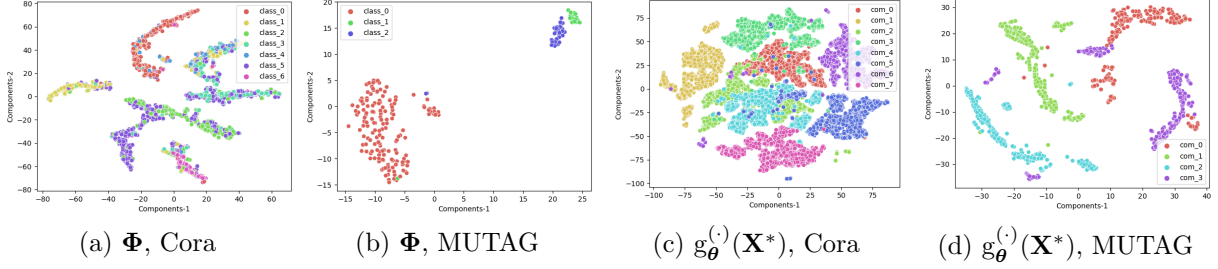 80
60
40
20
0
−20
−40
−60
−80
Components-2
−80 −60 −40 −20 0 20 40 60
Components-1
class_0
class_1
class_2
class_3
class_4
class_5
class_6
15
10
5
0
−5
−10
−15
Components-2
−15 −10 −5 0 5 10 15 20 25
Components-1
class_0
class_1
class_2
75
50
25
0
−25
−50
−75
−100
Components-2
−100 −75 −50 −25 0 25 50 75
Components-1
com_0
com_1
com_2
com_3
com_4
com_5
com_6
com_7
30
20
10
0
−10
−20
−30
Components-2
−30 −20 −10 0 10 20 30 40
Components-1
com_0
com_1
com_2
com_3
(a) Φ, Cora
(b) Φ, MUTAG
(c) g_θ^(·)(X*), Cora
(d) g_θ^(·)(X*), MUTAG